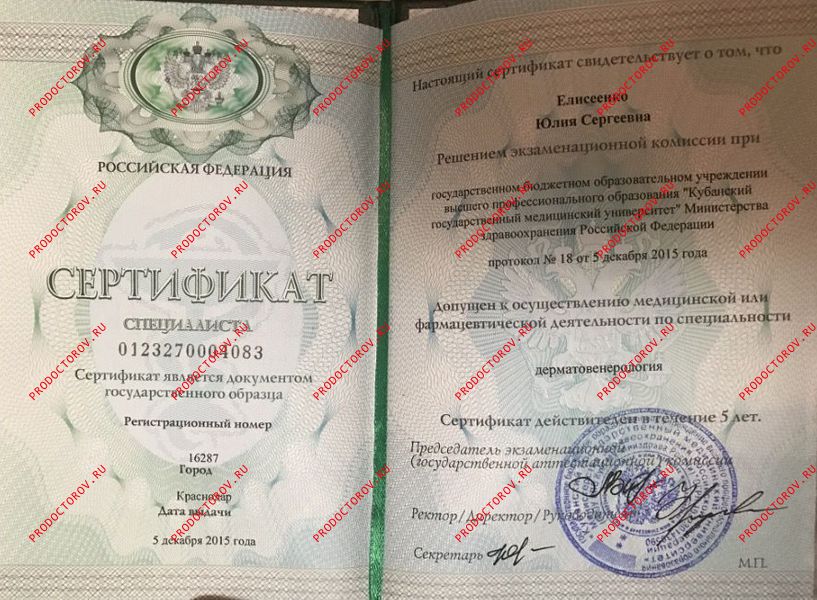 РОССИЙСКАЯ ФЕДЕРАЦИЯ
СЕРТИФИКАТ
СПЕЦИАЛИСТА
0123270004083
Сертификат является документом
государственного образца
Регистрационный номер
16287
Город
Краснодар
Дата выдачи
5 декабря 2015 года
Настоящий сертификат свидетельствует о том, что
Елисеенко
Юлия Сергеевна
Решением экзаменационной комиссии при
государственном бюджетном образовательном учреждении
высшего профессионального образования "Кубанский
государственный медицинский университет" Министерства
здравоохранения Российской Федерации
протокол № 18 от 5 декабря 2015 года
Допущен к осуществлению медицинской или
фармацевтической деятельности по специальности
дерматовенерология
Сертификат действителен в течение 5 лет.
Председатель экзаменационной
(государственной аттестационной) комиссии
Ректор/Директор/Руководитель
Секретарь
М.П.
PRODOCTOROV.RU